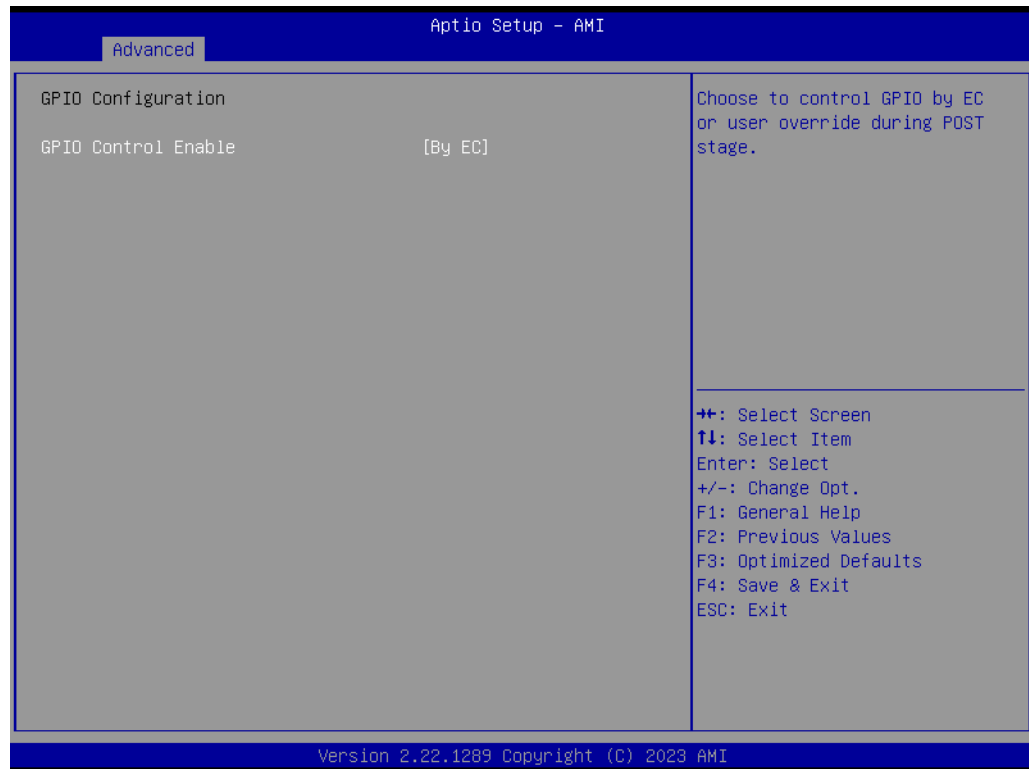 Aptio Setup – AMI
Advanced
GPIO Configuration
GPIO Control Enable [By EC]
Choose to control GPIO by EC
or user override during POST
stage.
→←: Select Screen
↑↓: Select Item
Enter: Select
+/-: Change Opt.
F1: General Help
F2: Previous Values
F3: Optimized Defaults
F4: Save & Exit
ESC: Exit
Version 2.22.1289 Copyright (C) 2023 AMI